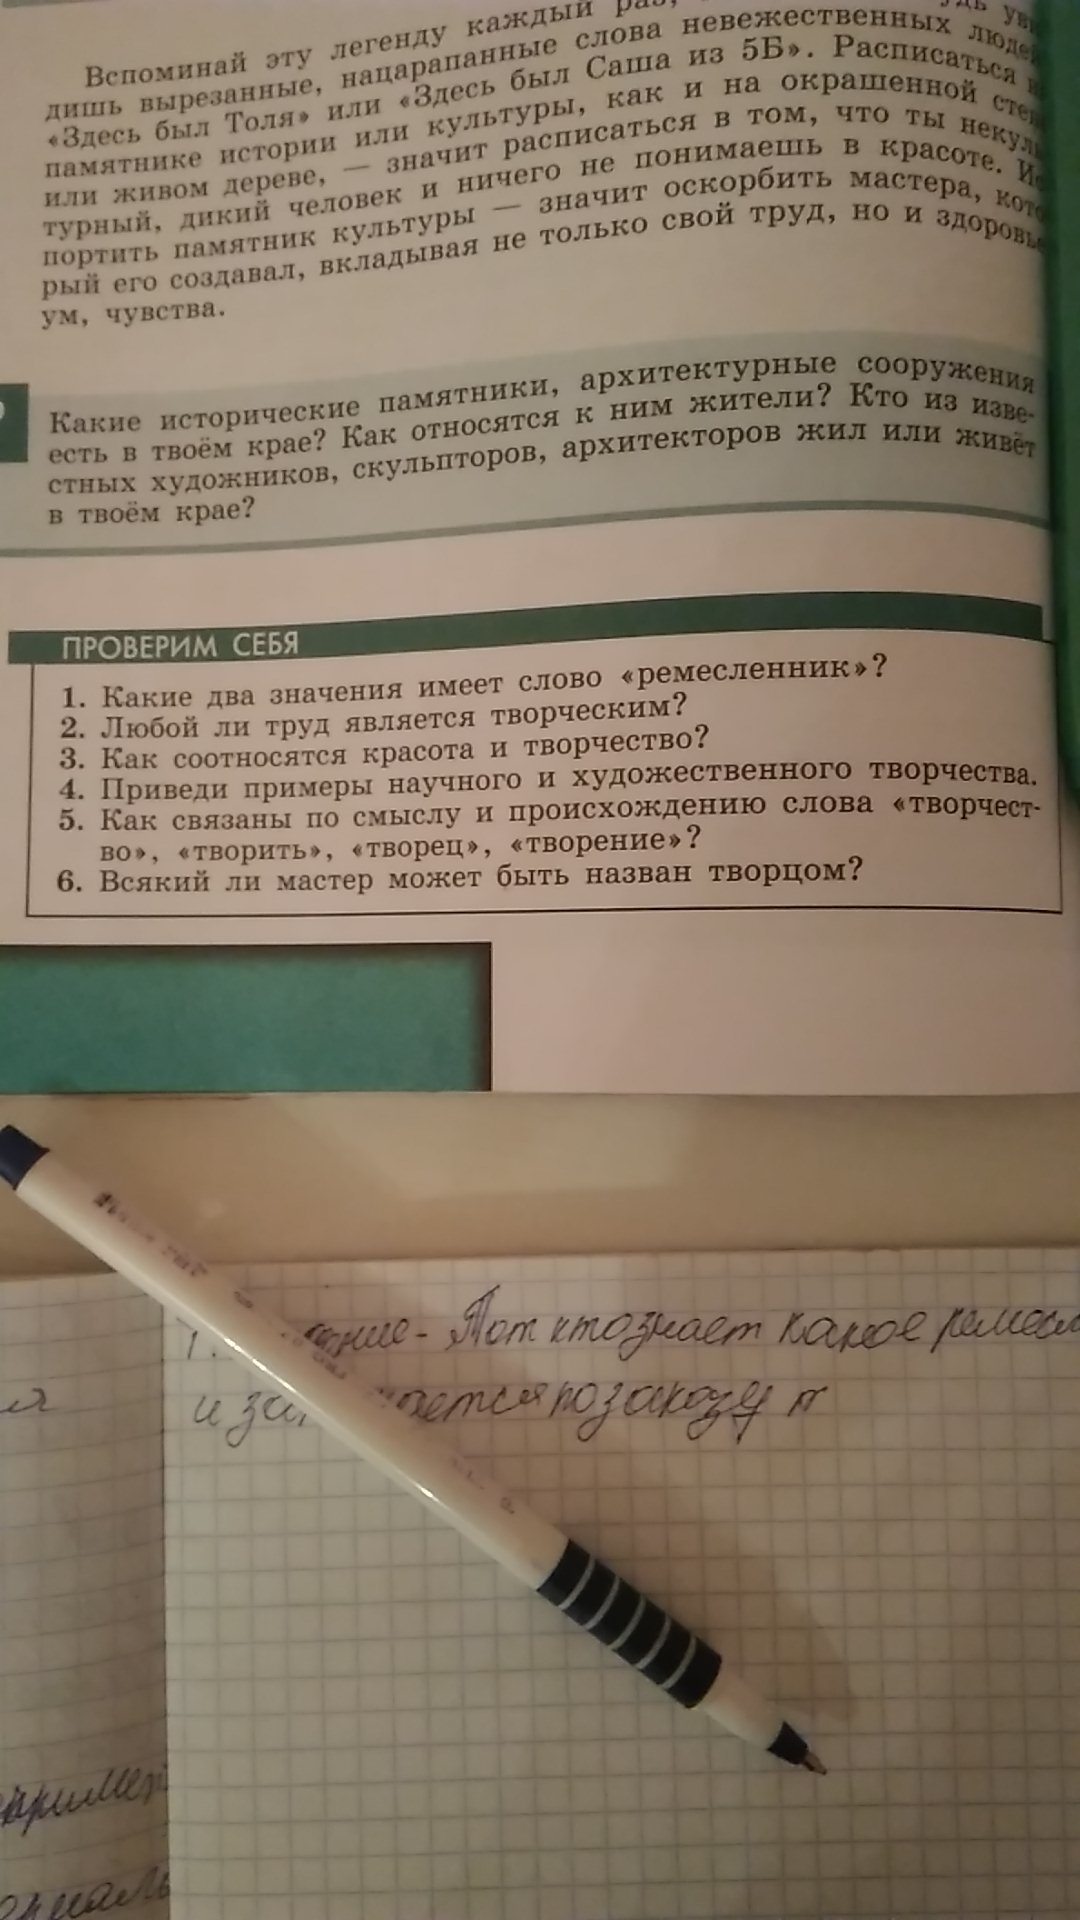 Вспоминай эту легенду каждый раз,
дишь вырезанные, нацарапанные слова невежественных людей
«Здесь был Толя» или «Здесь был Саша из 5Б». Расписаться
памятнике истории или культуры, как и на окрашенной
или живом дереве, — значит расписаться в том, что ты некуль
турный, дикий человек и ничего не понимаешь в красоте.
портить памятник культуры — значит оскорбить мастера, кото
рый его создавал, вкладывая не только свой труд, но и здоровье
ум, чувства.
Какие исторические памятники, архитектурные сооружения
есть в твоём крае? Как относятся к ним жители? Кто из изве-
стных художников, скульпторов, архитекторов жил или живёт
в твоём крае?
ПРОВЕРИМ СЕБЯ
1. Какие два значения имеет слово «ремесленник»?
2. Любой ли труд является творческим?
3. Как соотносятся красота и творчество?
4. Приведи примеры научного и художественного творчества.
5. Как связаны по смыслу и происхождению слова «творчест-
во», «творить», «творец», «творение»?
6. Всякий ли мастер может быть назван творцом?
1. Тот кто знает какое ремесл
и по заказу